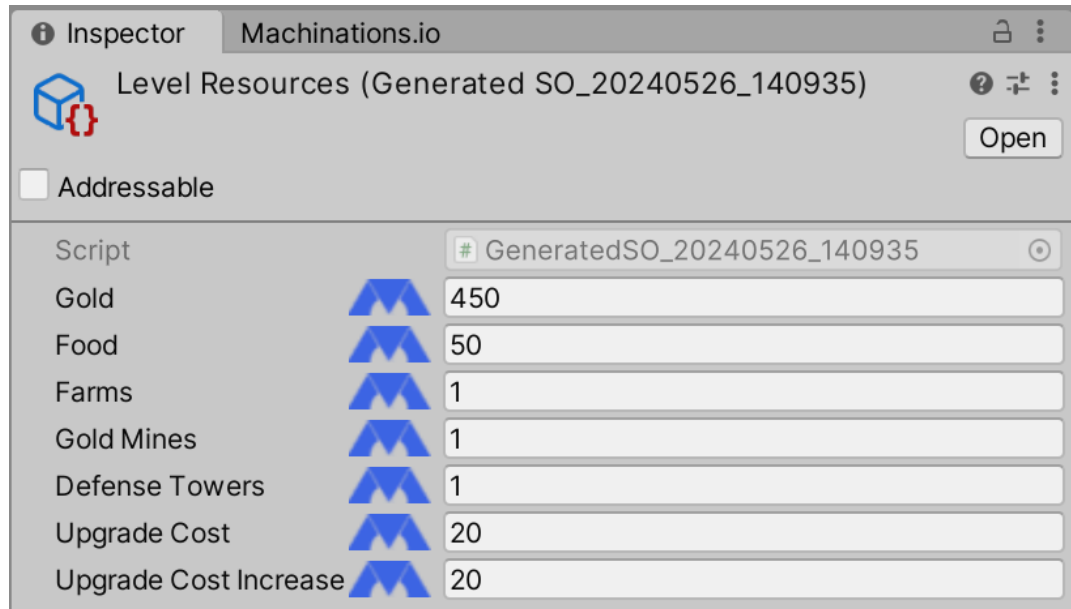 Inspector Machinations.io
Level Resources (Generated SO_20240526_140935)
Open
Addressable
Script # GeneratedSO_20240526_140935
Gold 450
Food 50
Farms 1
Gold Mines 1
Defense Towers 1
Upgrade Cost 20
Upgrade Cost Increase 20